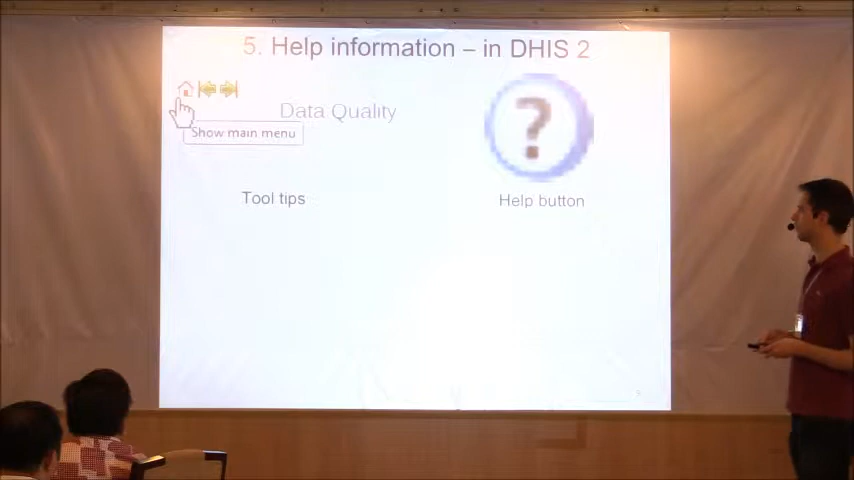 5. Help information – in DHIS 2
Data Quality
Show main menu
?
Tool tips
Help button